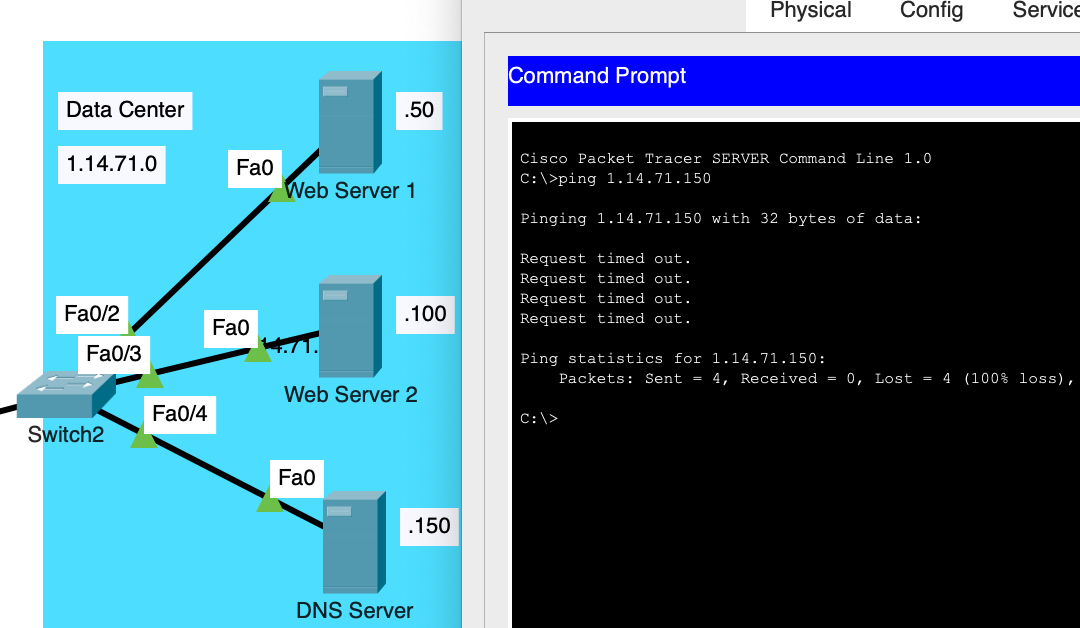 Physical
Config
Service
Command Prompt
Data Center
1.14.71.0
.50
Fa0
Web Server 1
Fa0/2
Fa0
.100
Fa0/3
14.71.
Web Server 2
Fa0/4
Switch2
Fa0
.150
DNS Server
Cisco Packet Tracer SERVER Command Line 1.0
C:\>ping 1.14.71.150
Pinging 1.14.71.150 with 32 bytes of data:
Request timed out.
Request timed out.
Request timed out.
Request timed out.
Ping statistics for 1.14.71.150:
Packets: Sent = 4, Received = 0, Lost = 4 (100% loss),
C:\>